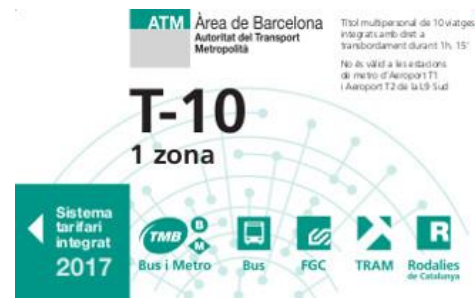 ATM Àrea de Barcelona
Autoritat del Transport
Metropolità
Títol multipersonal de 10 viatges
integrats amb dret a
transbordament durant 1h. 15'
No és vàlid a les estacions
de metro d'Aeroport T1
i Aeroport T2 de la L9 Sud
T-10
1 zona
Sistema
tarifari
integrat
2017
TMB
B
M
R
Bus i Metro
Bus
FGC
TRAM
Rodalies
de Catalunya